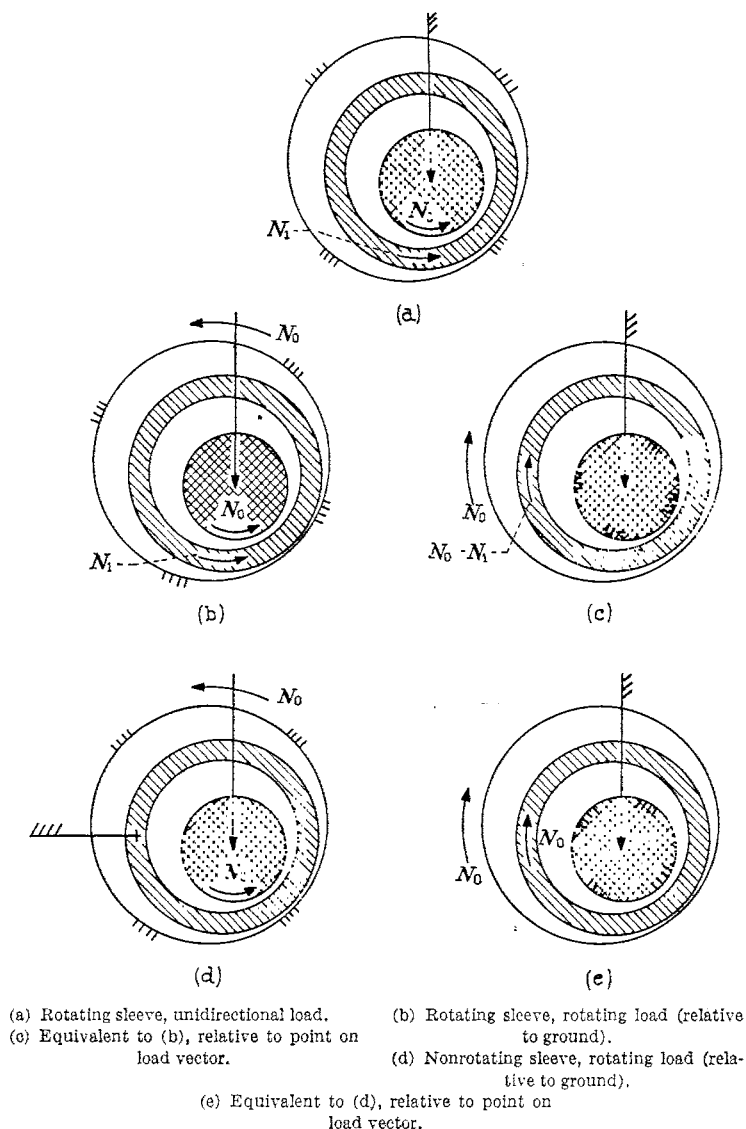 N₁
(a)
N₀
N₀
N₁
(b)
N₀
N₀ - N₁
(c)
N₀
N
(d)
N₀
N₀
(e)
(a) Rotating sleeve, unidirectional load.
(c) Equivalent to (b), relative to point on
load vector.
(b) Rotating sleeve, rotating load (relative
to ground).
(d) Nonrotating sleeve, rotating load (rela-
tive to ground).
(e) Equivalent to (d), relative to point on
load vector.